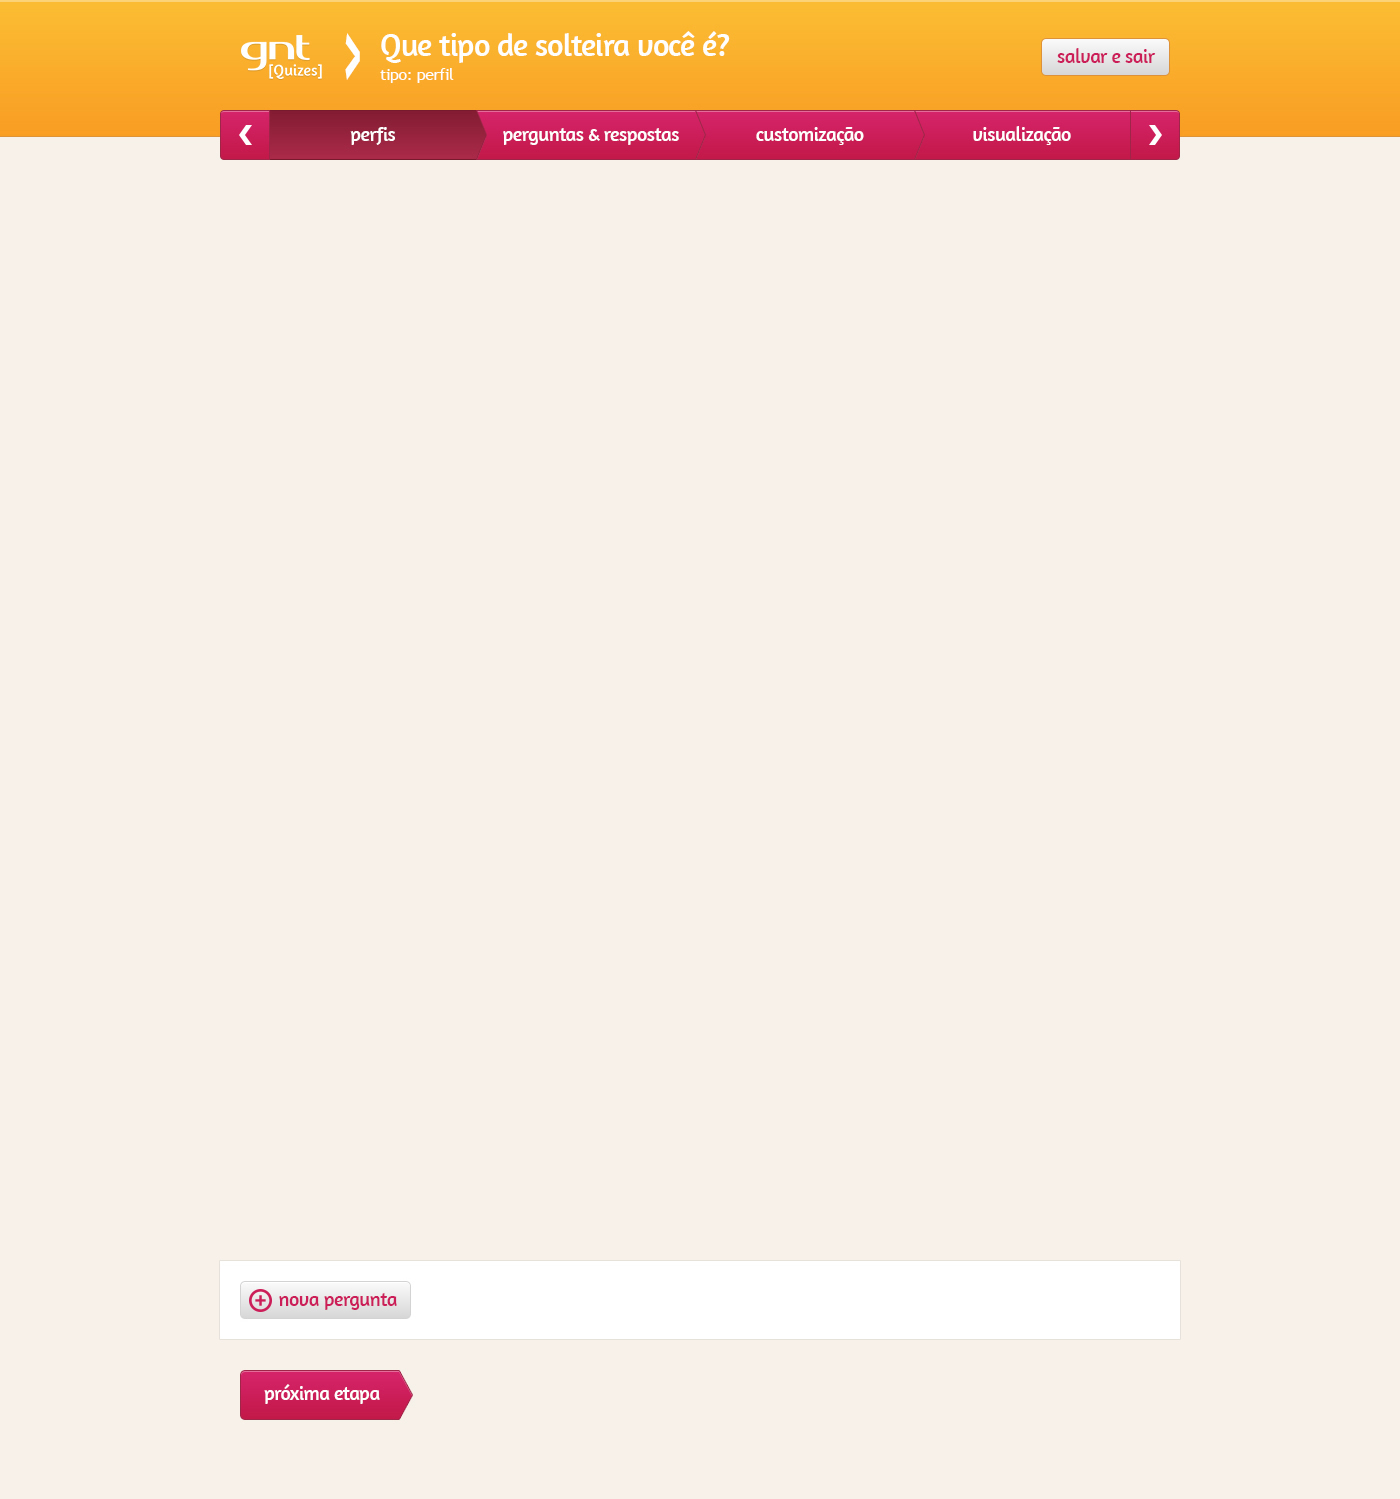 gnt
[Quizes]
Que tipo de solteira você é?
tipo: perfil
salvar e sair
perfis
perguntas & respostas
customização
visualização
nova pergunta
próxima etapa